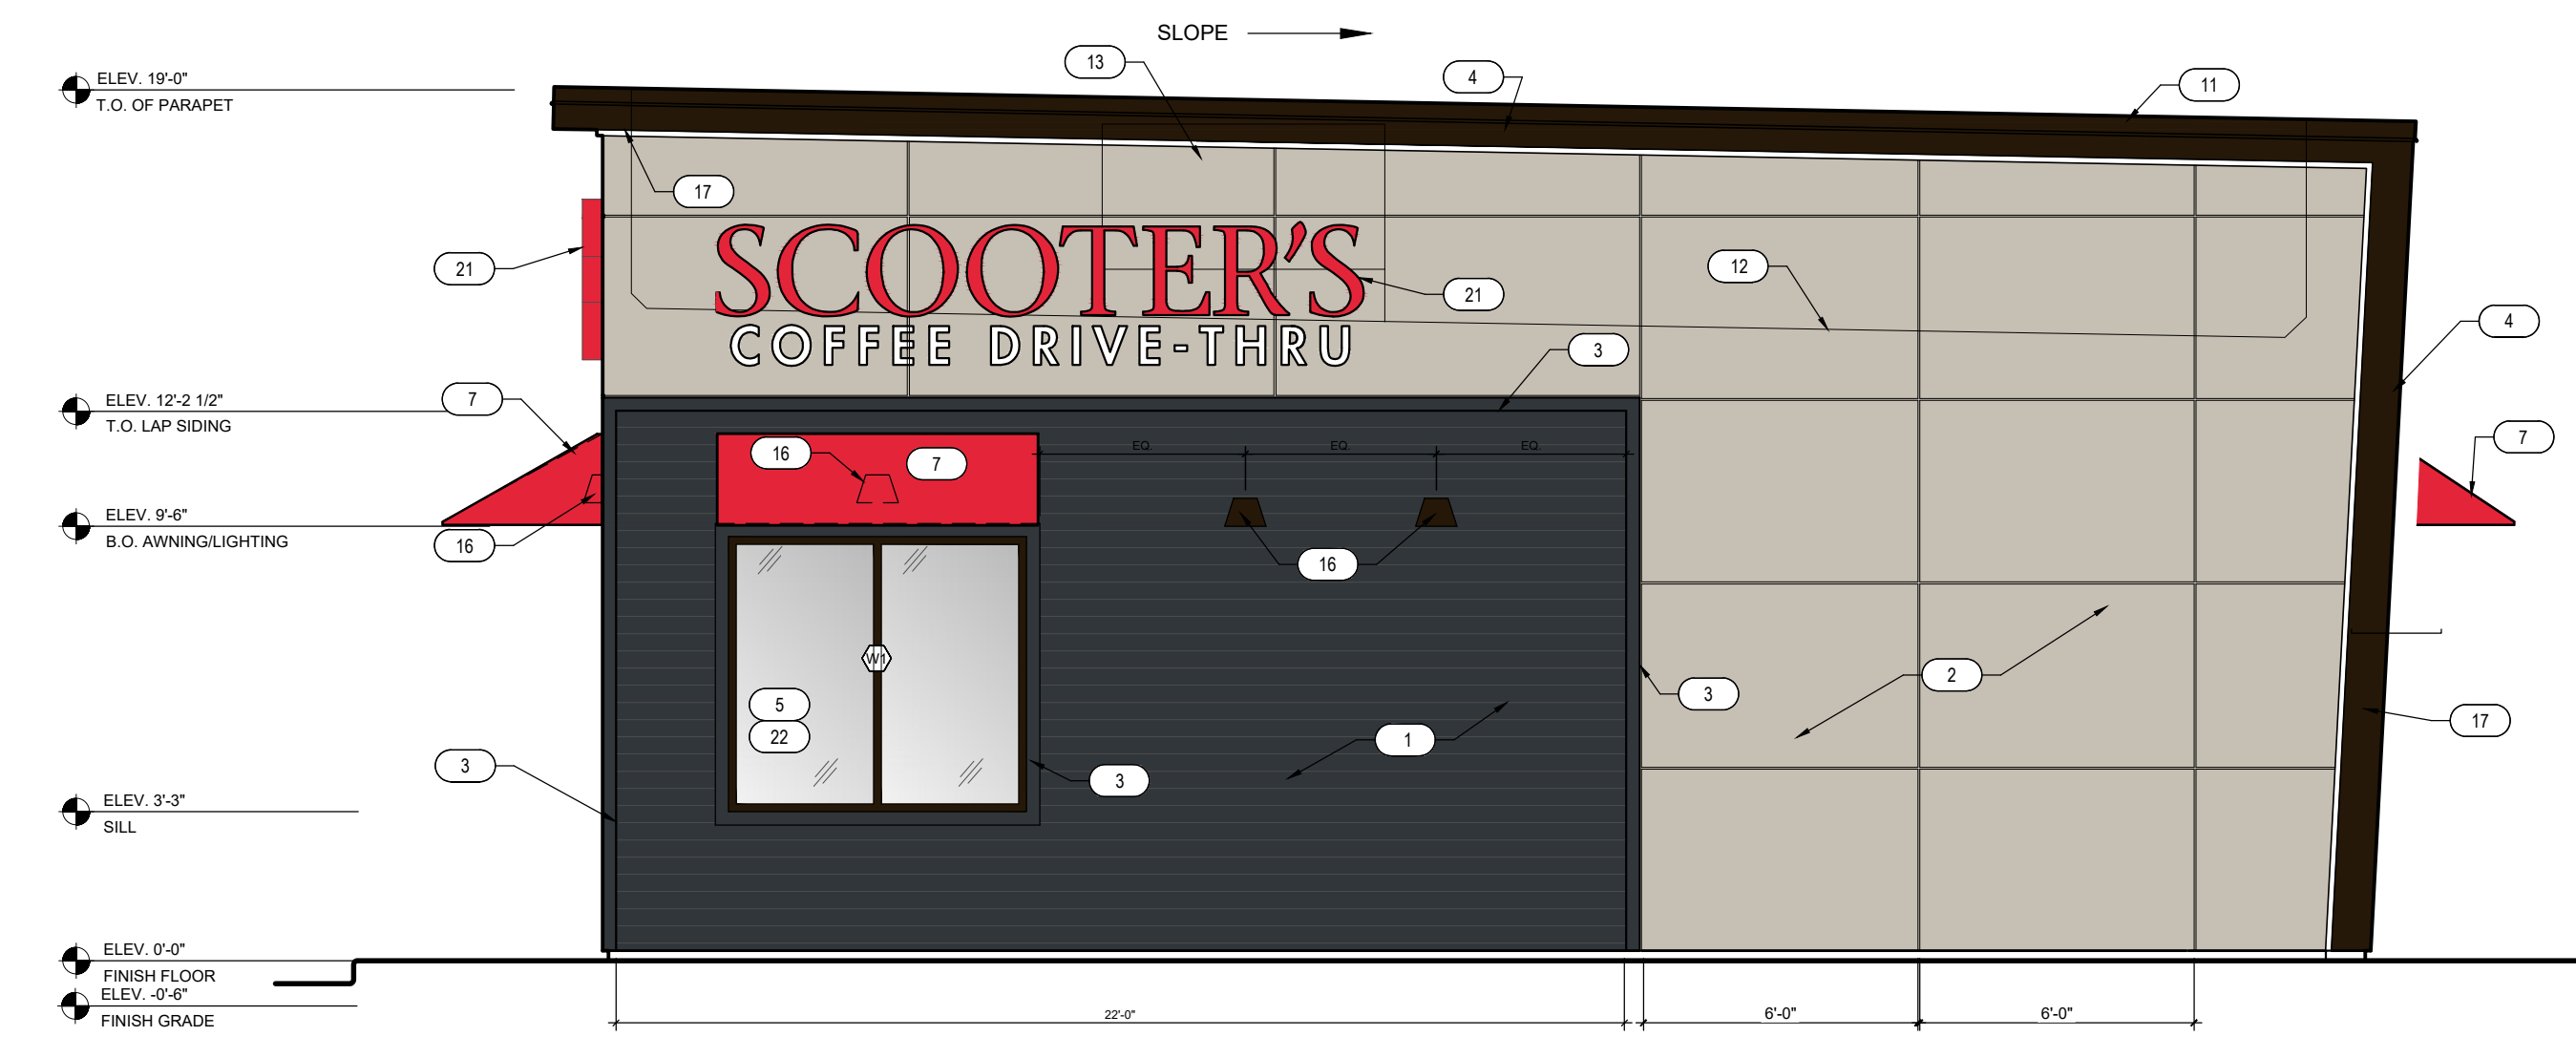 SLOPE
13
4
11
ELEV. 19'-0"
T.O. OF PARAPET
17
21
SCOOTER'S
COFFEE DRIVE-THRU
21
12
3
4
7
ELEV. 12'-2 1/2"
T.O. LAP SIDING
7
16
7
EQ.
EQ.
EQ.
ELEV. 9'-6"
B.O. AWNING/LIGHTING
16
16
W1
5
22
3
1
3
2
17
3
ELEV. 3'-3"
SILL
ELEV. 0'-0"
FINISH FLOOR
ELEV. -0'-6"
FINISH GRADE
22'-0"
6'-0"
6'-0"